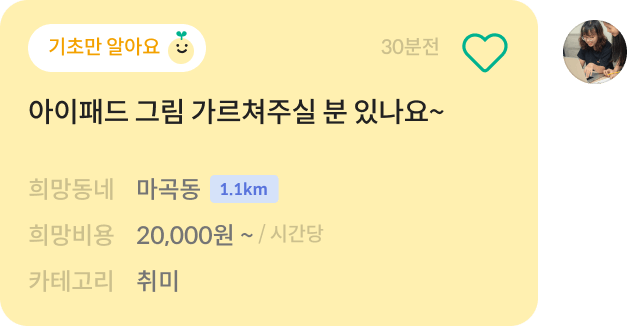 기초만 알아요
30분전
아이패드 그림 가르쳐주실 분 있나요~
희망동네 마곡동 1.1km
희망비용 20,000원 ~ / 시간당
카테고리 취미